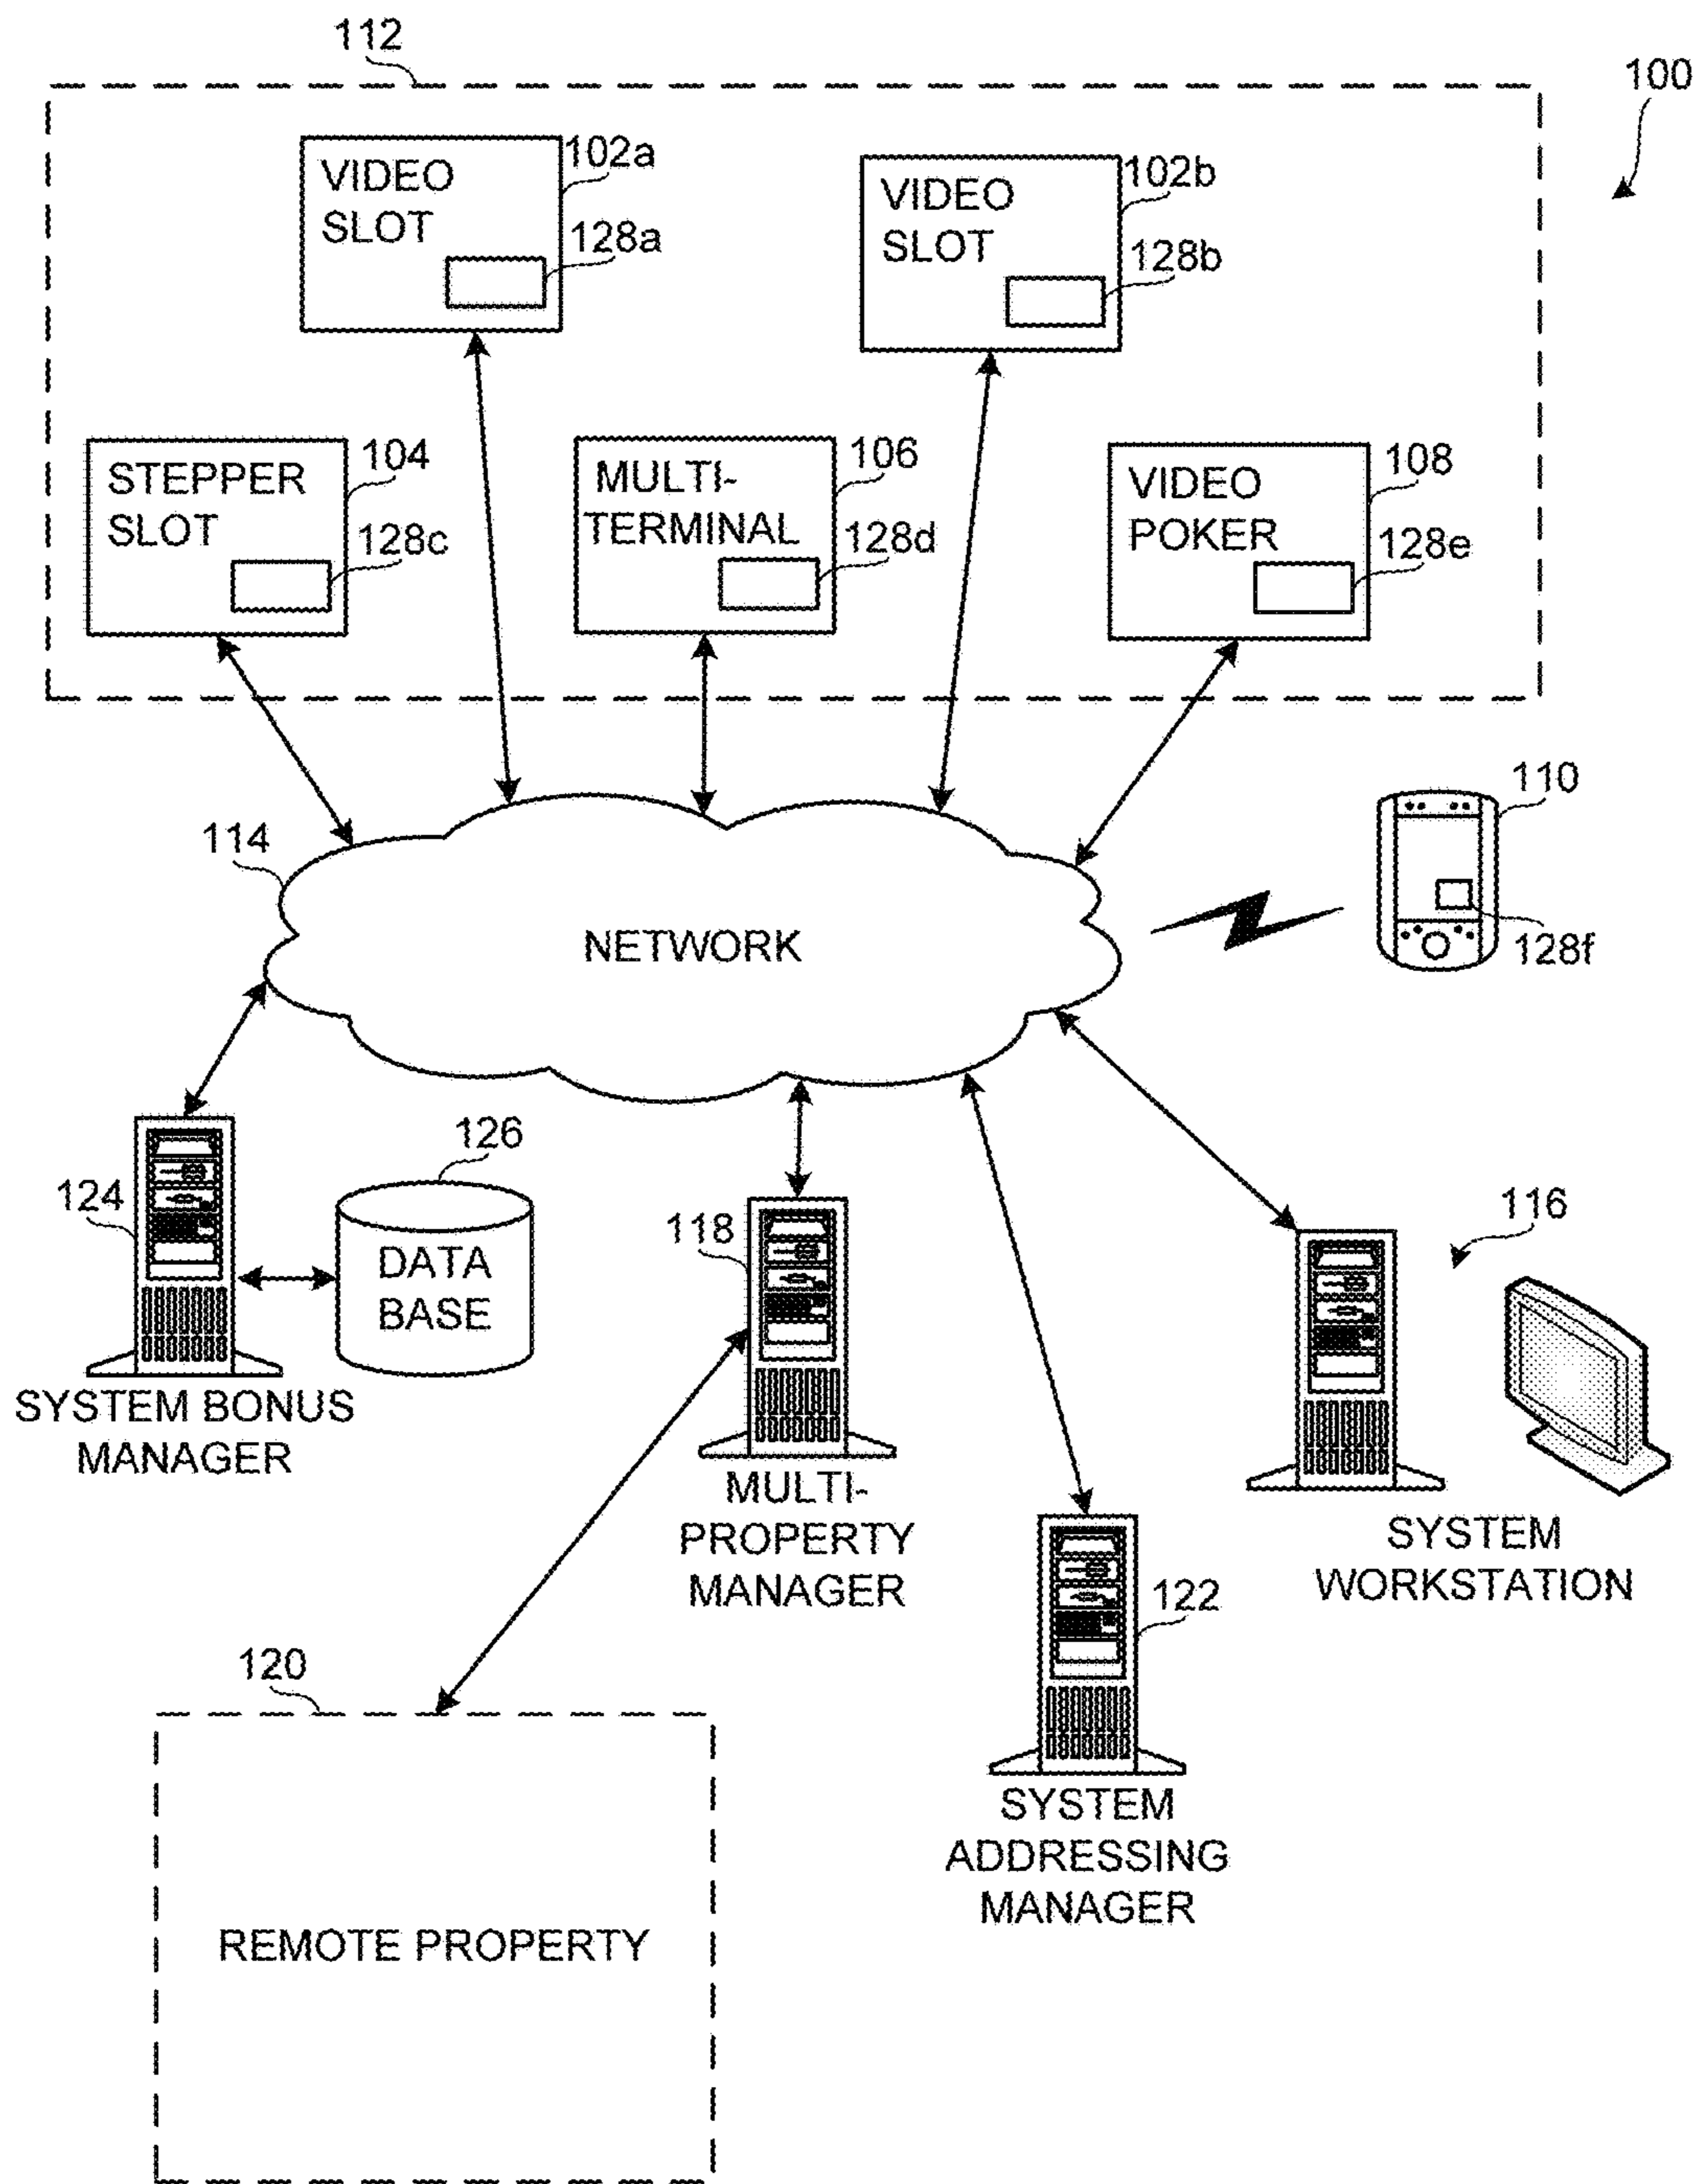 112
100
VIDEO
SLOT
102a
128a
VIDEO
SLOT
102b
128b
STEPPER
SLOT
104
128c
MULTI-
TERMINAL
106
128d
VIDEO
POKER
108
128e
110
128f
114
NETWORK
124
126
DATA
BASE
SYSTEM BONUS
MANAGER
118
MULTI-
PROPERTY
MANAGER
116
SYSTEM
WORKSTATION
122
SYSTEM
ADDRESSING
MANAGER
120
REMOTE PROPERTY